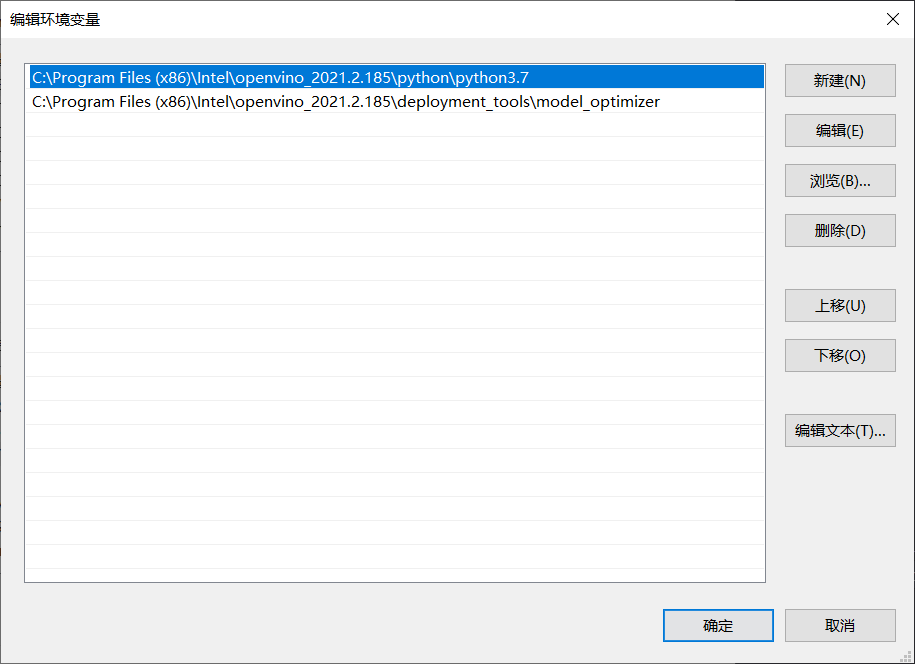 编辑环境变量
C:\Program Files (x86)\Intel\openvino_2021.2.185\python\python3.7
C:\Program Files (x86)\Intel\openvino_2021.2.185\deployment_tools\model_optimizer
新建(N)
编辑(E)
浏览(B)...
删除(D)
上移(U)
下移(O)
编辑文本(T)...
确定
取消